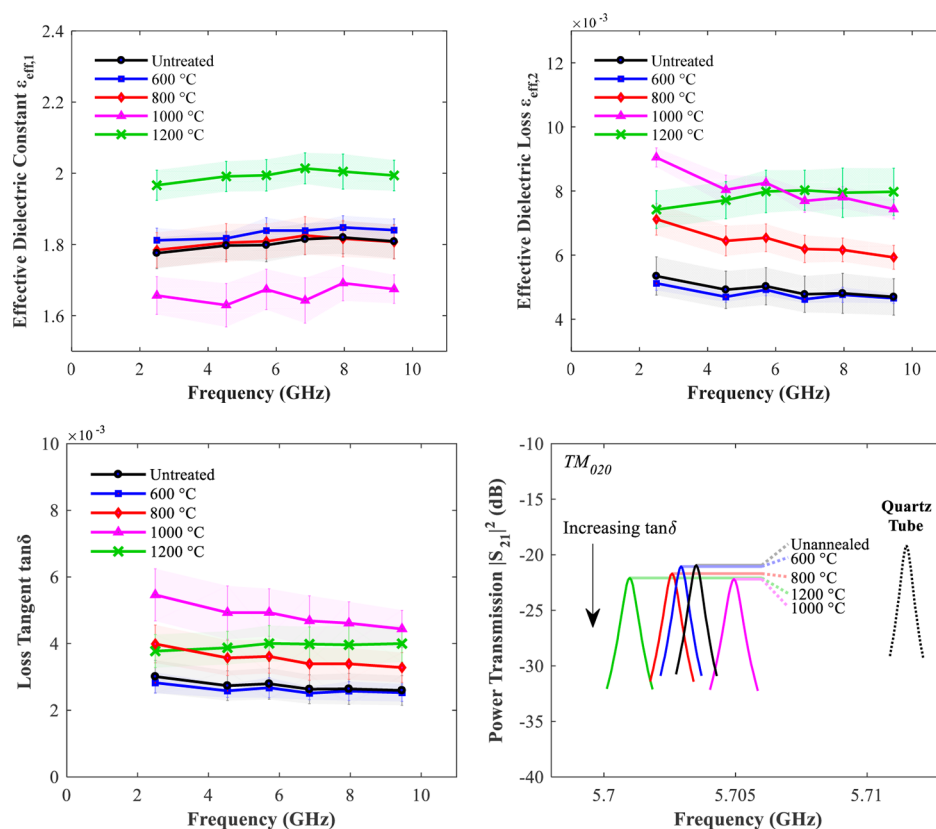 2.4
2.2
2
1.8
1.6
Effective Dielectric Constant ε_eff,1
Untreated
600 °C
800 °C
1000 °C
1200 °C
0 2 4 6 8 10
Frequency (GHz)
×10⁻³
12
10
8
6
4
Effective Dielectric Loss ε_eff,2
Untreated
600 °C
800 °C
1000 °C
1200 °C
0 2 4 6 8 10
Frequency (GHz)
×10⁻³
10
8
6
4
2
0
Loss Tangent tanδ
Untreated
600 °C
800 °C
1000 °C
1200 °C
0 2 4 6 8 10
Frequency (GHz)
-10
-15
-20
-25
-30
-35
-40
Power Transmission |S₂₁|² (dB)
TM₀₂₀
Increasing tanδ
Unannealed
600 °C
800 °C
1200 °C
1000 °C
Quartz
Tube
5.7 5.705 5.71
Frequency (GHz)